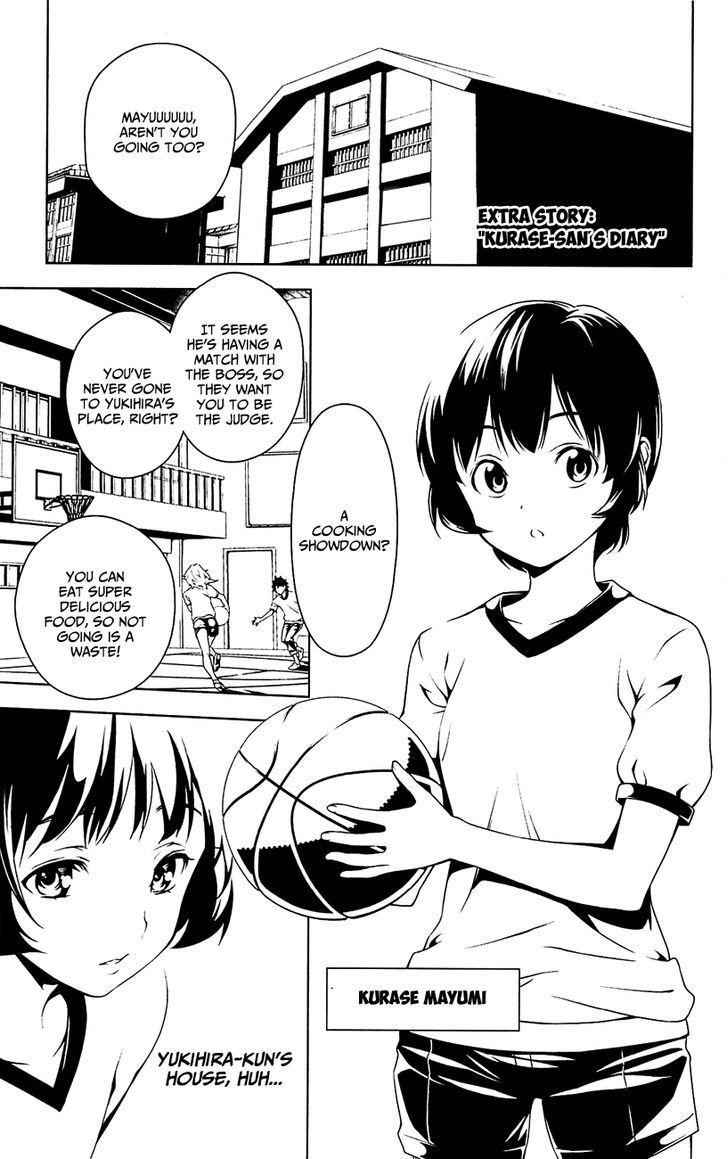 MAYUUUUUU,
AREN'T YOU
GOING TOO?
EXTRA STORY:
"KURASE-SAN'S DIARY"
IT SEEMS
HE'S HAVING A
MATCH WITH
THE BOSS, SO
THEY WANT
YOU TO BE
THE JUDGE.
YOU'VE
NEVER GONE
TO YUKIHIRA'S
PLACE, RIGHT?
A
COOKING
SHOWDOWN?
YOU CAN
EAT SUPER
DELICIOUS
FOOD, SO NOT
GOING IS A
WASTE!
KURASE MAYUMI
YUKIHIRA-KUN'S
HOUSE, HUH...